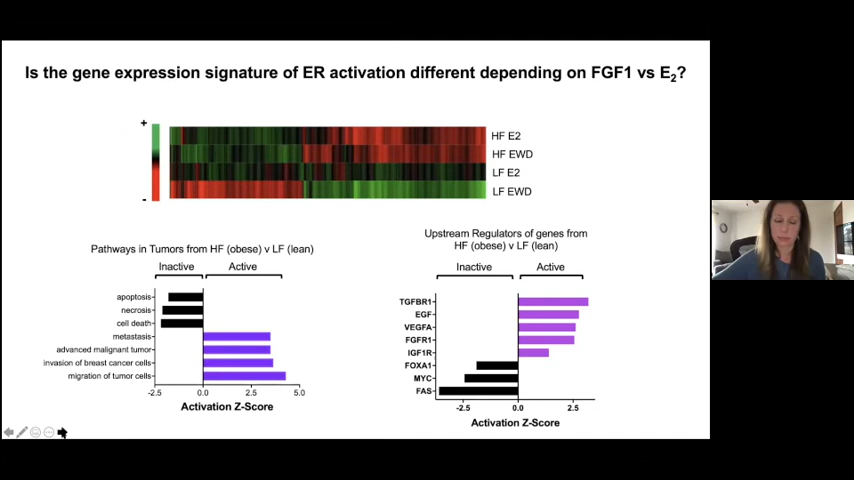 Is the gene expression signature of ER activation different depending on FGF1 vs E2?
+
-
HF E2
HF EWD
LF E2
LF EWD
Pathways in Tumors from HF (obese) v LF (lean)
Inactive Active
apoptosis
necrosis
cell death
metastasis
advanced malignant tumor
invasion of breast cancer cells
migration of tumor cells
-2.5 0.0 2.5 5.0
Activation Z-Score
Upstream Regulators of genes from
HF (obese) v LF (lean)
Inactive Active
TGFBR1
EGF
VEGFA
FGFR1
IGF1R
FOXA1
MYC
FAS
-2.5 0.0 2.5
Activation Z-Score